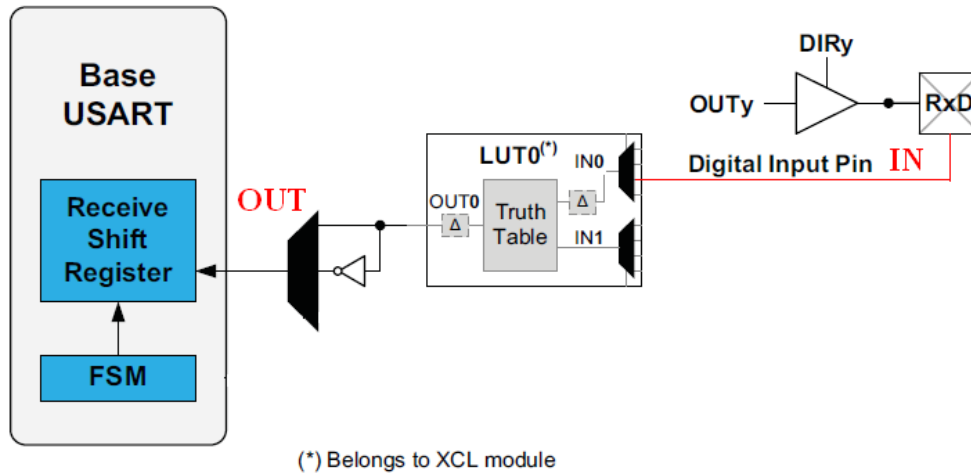 Base
USART
Receive
Shift
Register
FSM
OUT
OUT0
Δ
LUT0(*)
Truth
Table
IN0
Δ
IN1
DIRy
OUTy
RxD
Digital Input Pin
IN
(*) Belongs to XCL module